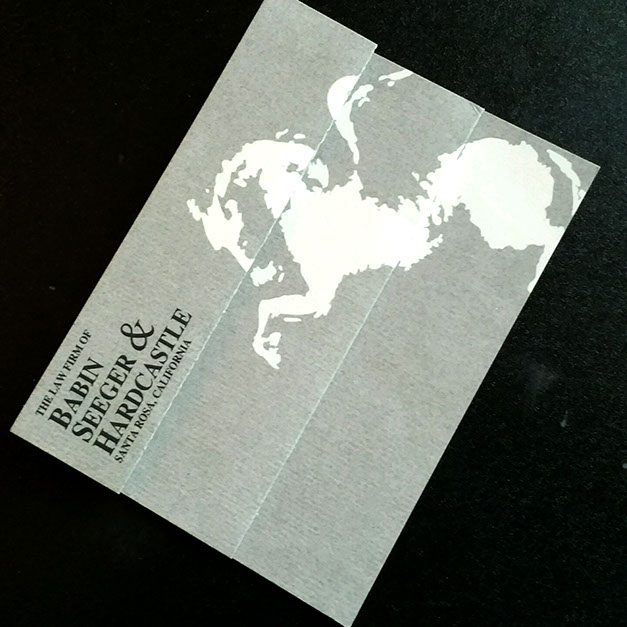 THE LAW FIRM OF
BABIN
SEEGER &
HARDCASTLE
SANTA ROSA, CALIFORNIA